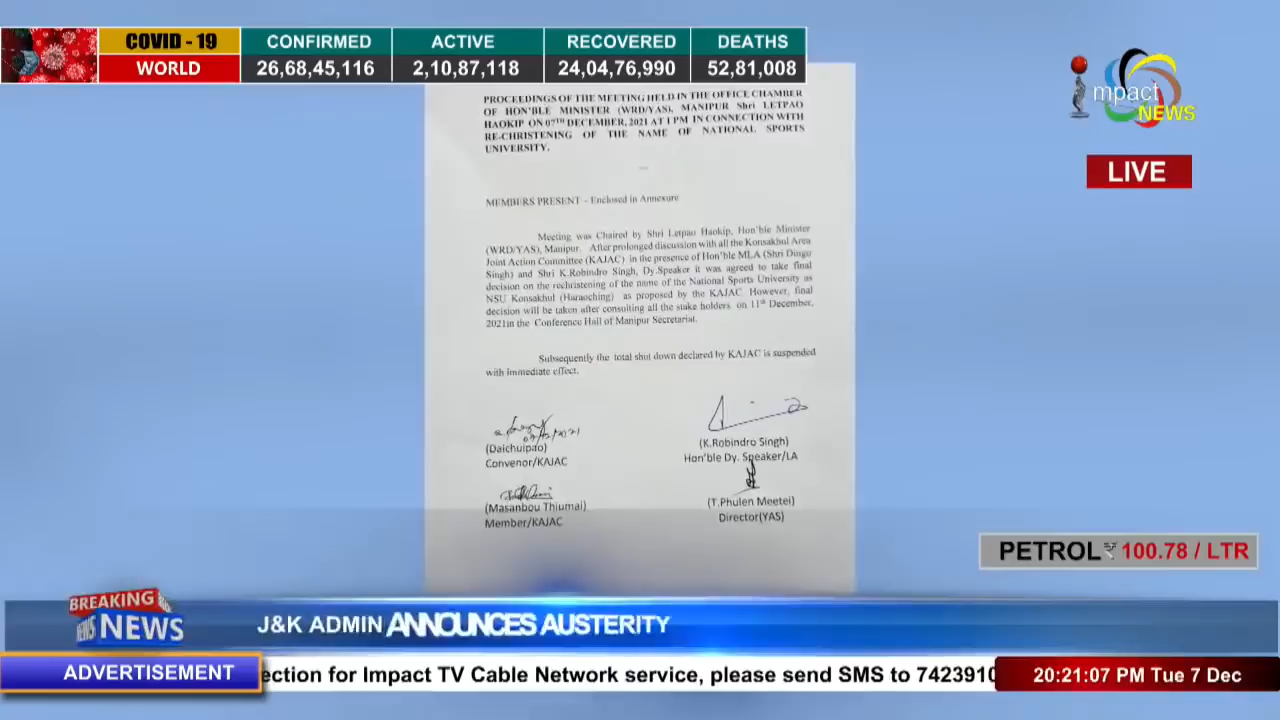 COVID - 19
WORLD
CONFIRMED
26,68,45,116
ACTIVE
2,10,87,118
RECOVERED
24,04,76,990
DEATHS
52,81,008
impact
NEWS
LIVE
PROCEEDINGS OF THE MEETING HELD IN THE OFFICE CHAMBER
OF HON'BLE MINISTER (WRD/YAS), MANIPUR Shri LETPAO
HAOKIP ON 07TH DECEMBER, 2021 AT 1 PM IN CONNECTION WITH
RE-CHRISTENING OF THE NAME OF NATIONAL SPORTS
UNIVERSITY.
MEMBERS PRESENT – Enclosed in Annexure
Meeting was Chaired by Shri Letpao Haokip, Hon'ble Minister
(WRD/YAS), Manipur. After prolonged discussion with all the Konsakhul Area
Joint Action Committee (KAJAC) in the presence of Hon'ble MLA (Shri Dingo
Singh) and Shri K.Robindro Singh, Dy.Speaker it was agreed to take final
decision on the rechristening of the name of the National Sports University as
NSU Konsakhul (Haraoching) as proposed by the KAJAC. However, final
decision will be taken after consulting all the stake holders on 11th December,
2021in the Conference Hall of Manipur Secretariat.
Subsequently the total shut down declared by KAJAC is suspended
with immediate effect.
(Daichuipao)
Convenor/KAJAC
(K.Robindro Singh)
Hon'ble Dy. Speaker/LA
(Masanbou Thiumai)
Member/KAJAC
(T.Phulen Meetei)
Director(YAS)
PETROL ₹ 100.78 / LTR
BREAKING
NEWS NEWS
J&K ADMIN ANNOUNCES AUSTERITY
ADVERTISEMENT
ection for Impact TV Cable Network service, please send SMS to 7423910
20:21:07 PM Tue 7 Dec